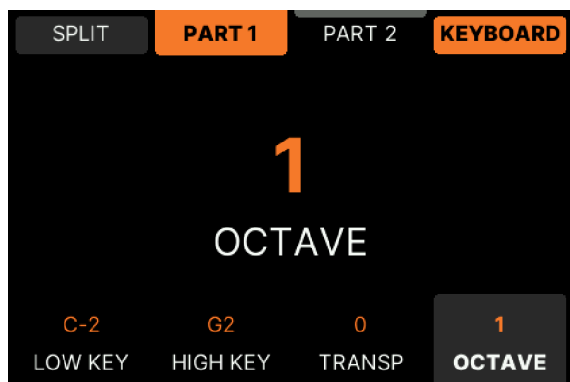 SPLIT PART 1 PART 2 KEYBOARD
1
OCTAVE
C-2 G2 0 1
LOW KEY HIGH KEY TRANSP OCTAVE